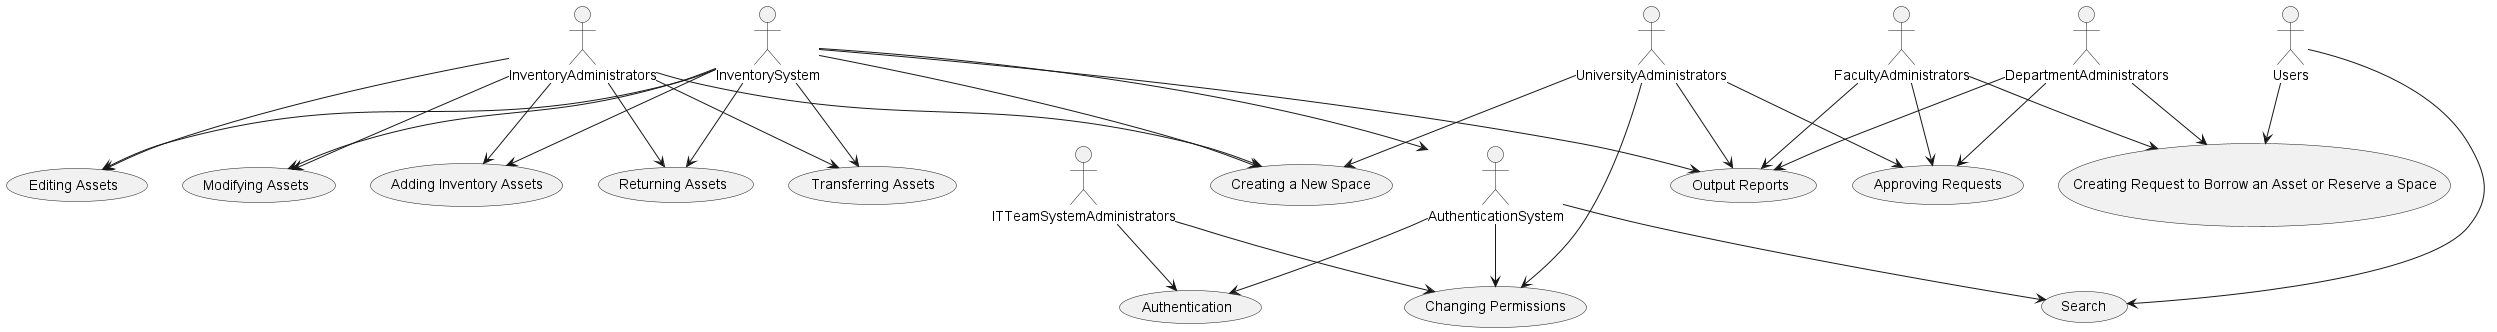 InventoryAdministrators
InventorySystem
UniversityAdministrators
FacultyAdministrators
DepartmentAdministrators
Users
Editing Assets
Modifying Assets
Adding Inventory Assets
Returning Assets
Transferring Assets
Creating a New Space
Output Reports
Approving Requests
Creating Request to Borrow an Asset or Reserve a Space
ITTeamSystemAdministrators
AuthenticationSystem
Authentication
Changing Permissions
Search